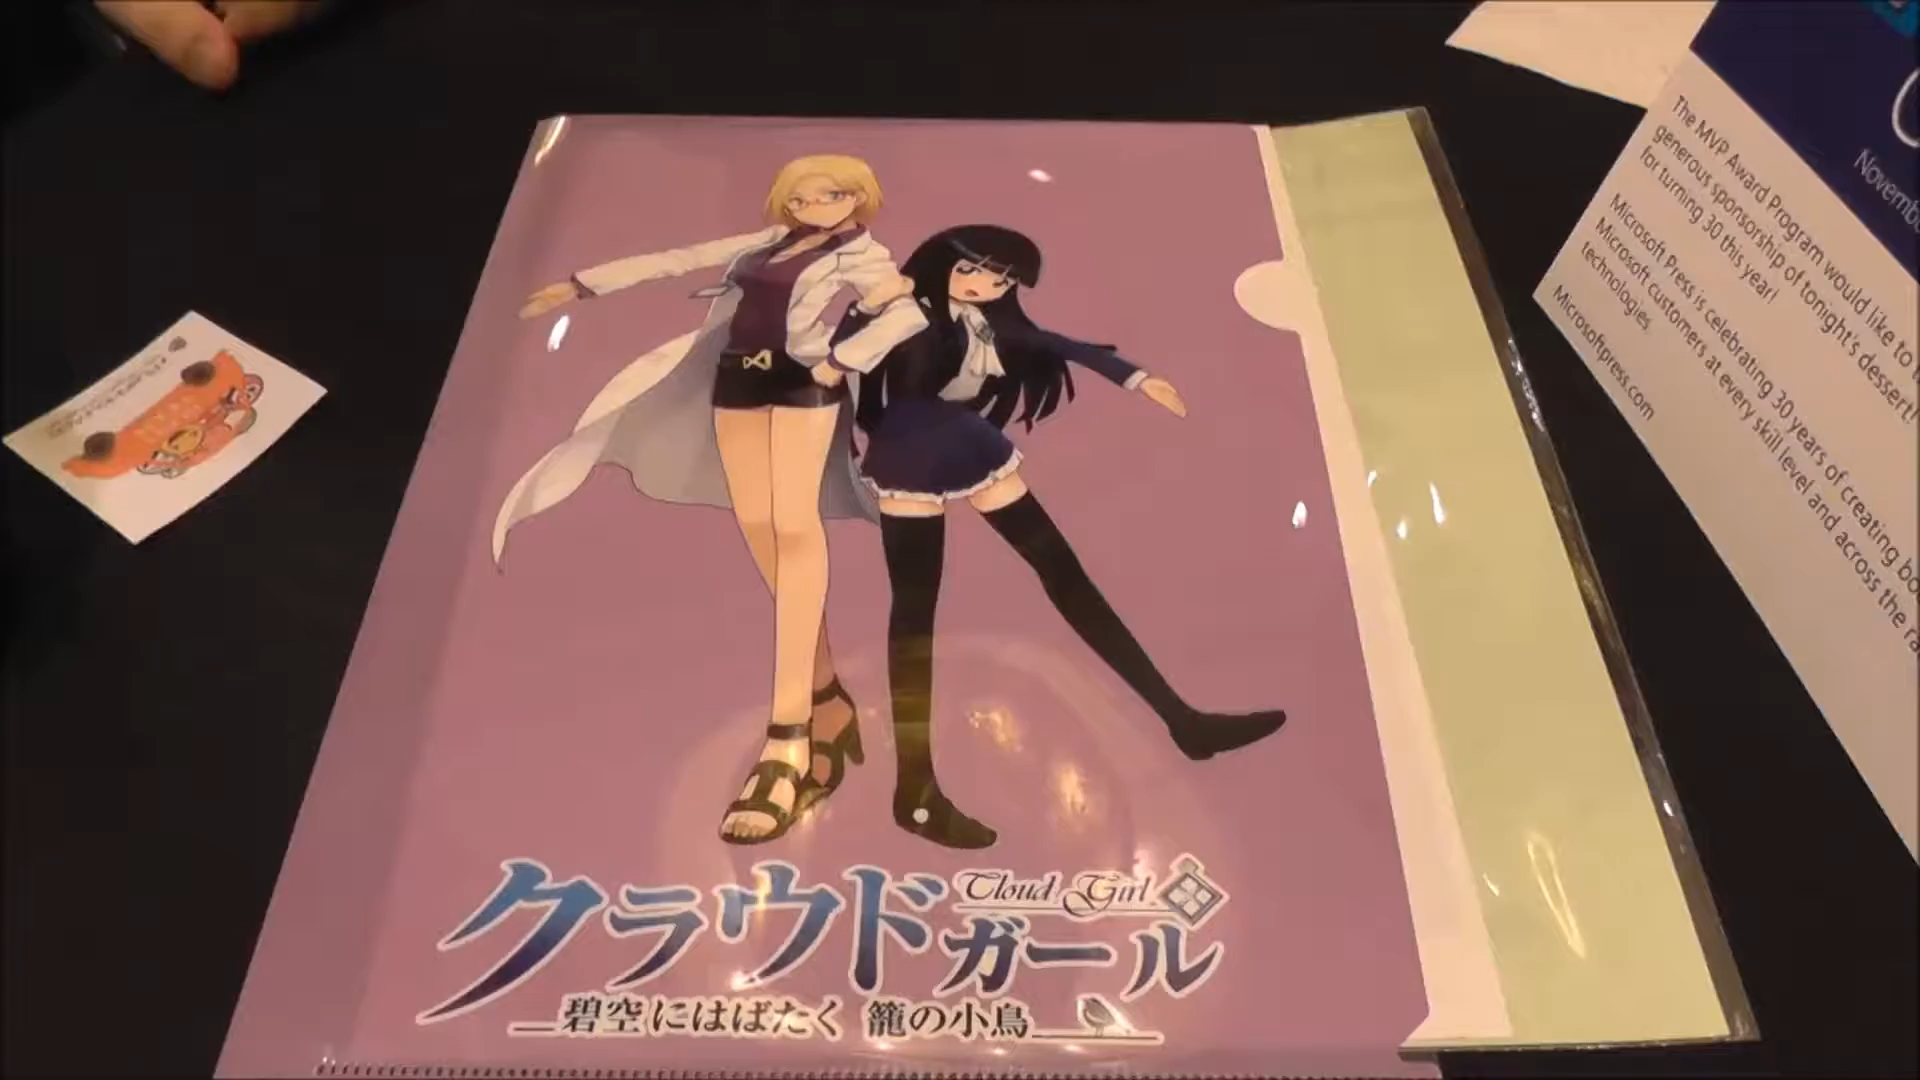 クラウド
Cloud Girl
ガール
碧空にはばたく 籠の小鳥
Novemb
The MVP Award Program would like to
generous sponsorship of tonight's dessert!
for turning 30 this year!
Microsoft Press is celebrating 30 years of creating bo
Microsoft customers at every skill level and across the ra
technologies.
Microsoftpress.com